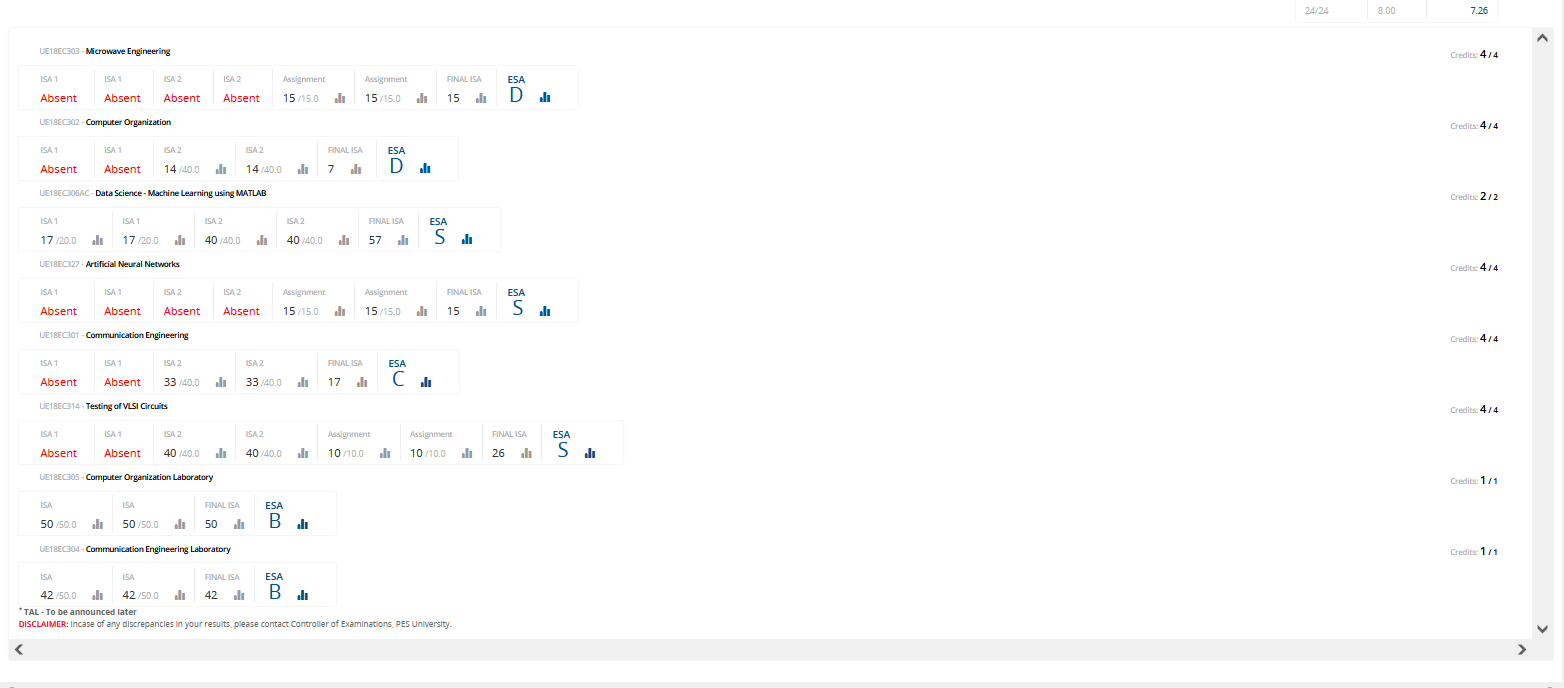 24/24 8.00 7.26
UE18EC303 - Microwave Engineering Credits: 4 / 4
ISA 1 ISA 1 ISA 2 ISA 2 Assignment Assignment FINAL ISA ESA
Absent Absent Absent Absent 15 /15.0 15 /15.0 15 D
UE18EC302 - Computer Organization Credits: 4 / 4
ISA 1 ISA 1 ISA 2 ISA 2 FINAL ISA ESA
Absent Absent 14 /40.0 14 /40.0 7 D
UE18EC306AC - Data Science - Machine Learning using MATLAB Credits: 2 / 2
ISA 1 ISA 1 ISA 2 ISA 2 FINAL ISA ESA
17 /20.0 17 /20.0 40 /40.0 40 /40.0 57 S
UE18EC327 - Artificial Neural Networks Credits: 4 / 4
ISA 1 ISA 1 ISA 2 ISA 2 Assignment Assignment FINAL ISA ESA
Absent Absent Absent Absent 15 /15.0 15 /15.0 15 S
UE18EC301 - Communication Engineering Credits: 4 / 4
ISA 1 ISA 1 ISA 2 ISA 2 FINAL ISA ESA
Absent Absent 33 /40.0 33 /40.0 17 C
UE18EC314 - Testing of VLSI Circuits Credits: 4 / 4
ISA 1 ISA 1 ISA 2 ISA 2 Assignment Assignment FINAL ISA ESA
Absent Absent 40 /40.0 40 /40.0 10 /10.0 10 /10.0 26 S
UE18EC305 - Computer Organization Laboratory Credits: 1 / 1
ISA ISA FINAL ISA ESA
50 /50.0 50 /50.0 50 B
UE18EC304 - Communication Engineering Laboratory Credits: 1 / 1
ISA ISA FINAL ISA ESA
42 /50.0 42 /50.0 42 B
* TAL - To be announced later
DISCLAIMER: Incase of any discrepancies in your results, please contact Controller of Examinations, PES University.